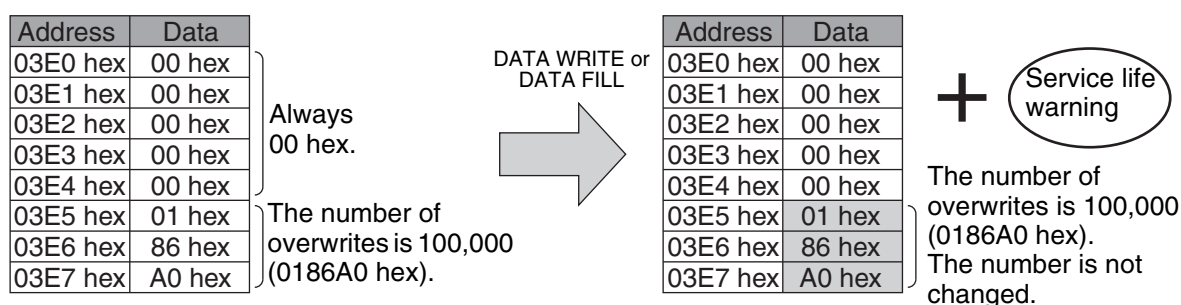 Address Data
03E0 hex 00 hex
03E1 hex 00 hex
03E2 hex 00 hex
03E3 hex 00 hex
03E4 hex 00 hex
03E5 hex 01 hex
03E6 hex 86 hex
03E7 hex A0 hex
Always
00 hex.
The number of
overwrites is 100,000
(0186A0 hex).
DATA WRITE or
DATA FILL
Address Data
03E0 hex 00 hex
03E1 hex 00 hex
03E2 hex 00 hex
03E3 hex 00 hex
03E4 hex 00 hex
03E5 hex 01 hex
03E6 hex 86 hex
03E7 hex A0 hex
+
Service life
warning
The number of
overwrites is 100,000
(0186A0 hex).
The number is not
changed.